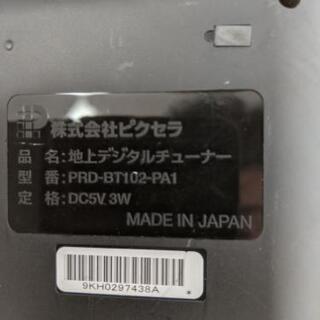 株式会社ピクセラ
品 名:地上デジタルチューナー
型 番:PRD-BT102-PA1
定 格:DC5V 3W
MADE IN JAPAN
9KH0297438A *